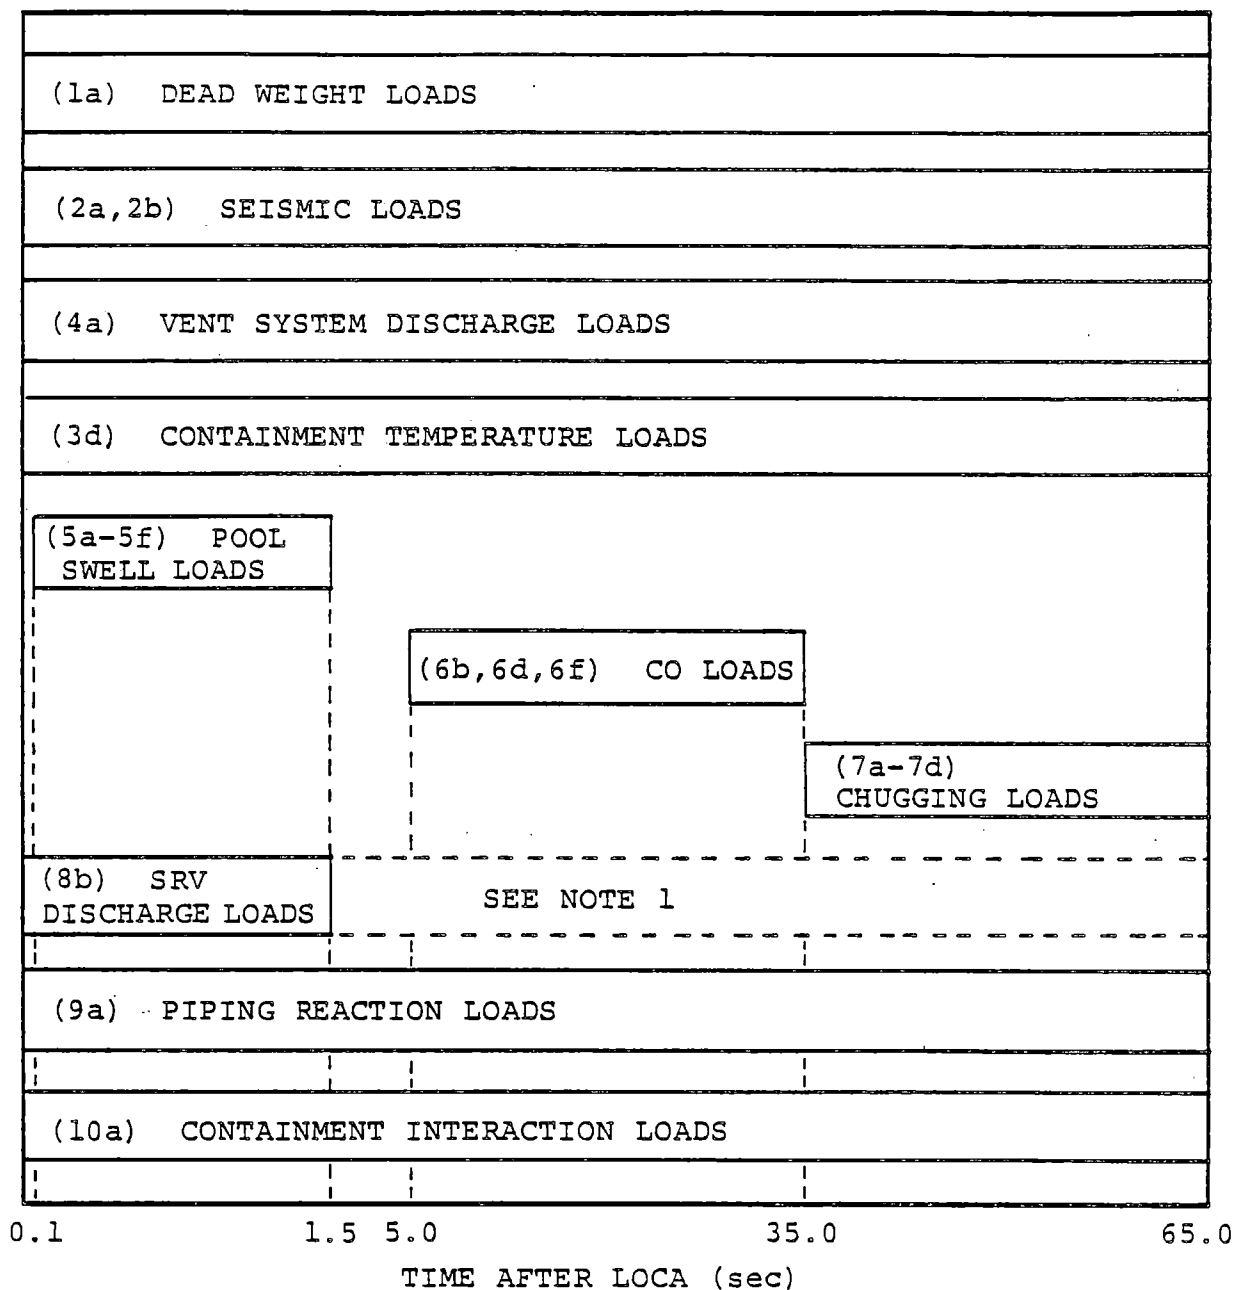 (1a) DEAD WEIGHT LOADS
(2a,2b) SEISMIC LOADS
(4a) VENT SYSTEM DISCHARGE LOADS
(3d) CONTAINMENT TEMPERATURE LOADS
(5a-5f) POOL
SWELL LOADS
(6b,6d,6f) CO LOADS
(7a-7d)
CHUGGING LOADS
(8b) SRV
DISCHARGE LOADS
SEE NOTE 1
(9a) PIPING REACTION LOADS
(10a) CONTAINMENT INTERACTION LOADS
0.1 1.5 5.0 35.0 65.0
TIME AFTER LOCA (sec)